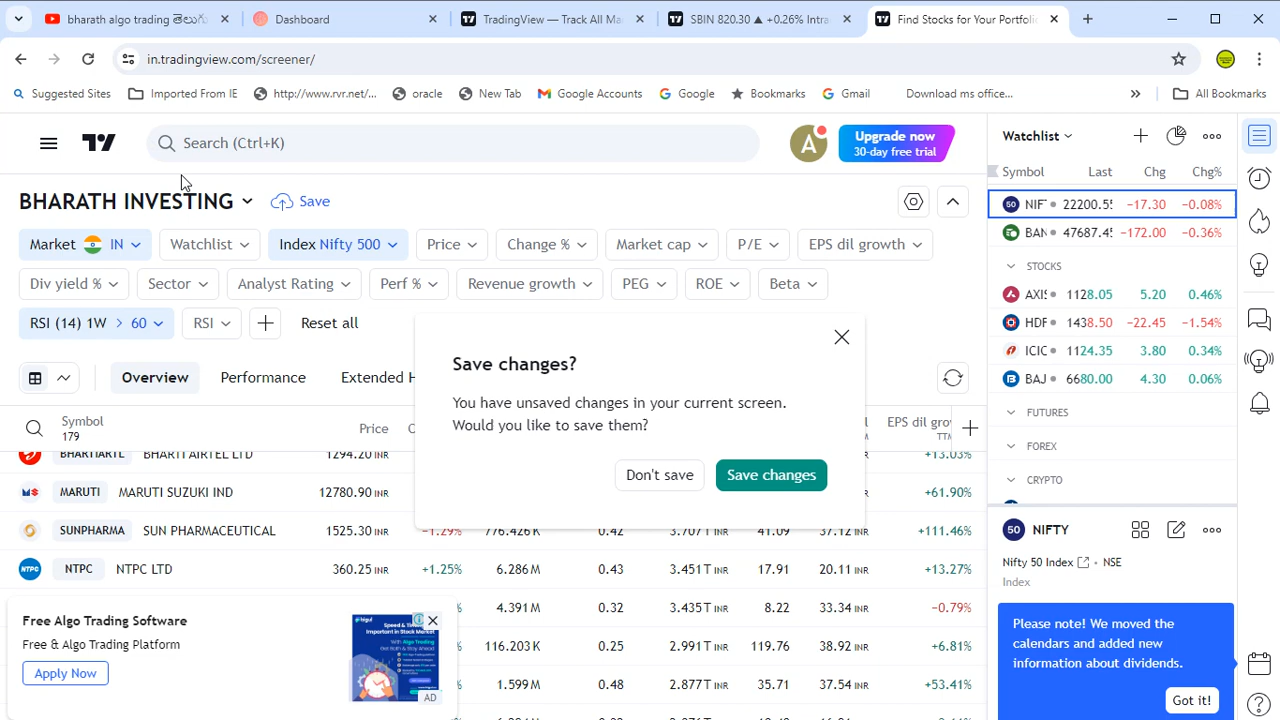 bharath algo trading తెలుగు
Dashboard
TradingView — Track All Ma
SBIN 820.30 ▲ +0.26% Intra
Find Stocks for Your Portfolio
in.tradingview.com/screener/
Suggested Sites
Imported From IE
http://www.rvr.net/...
oracle
New Tab
Google Accounts
Google
Bookmarks
Gmail
Download ms office...
All Bookmarks
Search (Ctrl+K)
A
Upgrade now
30-day free trial
BHARATH INVESTING
Save
Market IN
Watchlist
Index Nifty 500
Price
Change %
Market cap
P/E
EPS dil growth
Div yield %
Sector
Analyst Rating
Perf %
Revenue growth
PEG
ROE
Beta
RSI (14) 1W > 60
RSI
Reset all
Save changes?
You have unsaved changes in your current screen.
Would you like to save them?
Don't save
Save changes
Overview
Performance
Extended H
Symbol
179
Price
EPS dil grov
TTM
BHARTIARTL BHARTI AIRTEL LTD 1294.20 INR +13.03%
MARUTI MARUTI SUZUKI IND 12780.90 INR +61.90%
SUNPHARMA SUN PHARMACEUTICAL 1525.30 INR −1.29% 776.426 K 0.42 3.707 T INR 41.09 37.12 INR +111.46%
NTPC NTPC LTD 360.25 INR +1.25% 6.286 M 0.43 3.451 T INR 17.91 20.11 INR +13.27%
4.391 M 0.32 3.435 T INR 8.22 33.34 INR −0.79%
116.203 K 0.25 2.991 T INR 119.76 38.92 INR +6.81%
1.599 M 0.48 2.877 T INR 35.71 37.54 INR +53.41%
Free Algo Trading Software
Free & Algo Trading Platform
Apply Now
bigul
Speed &
Important in Stock Market
AD
Watchlist
Symbol Last Chg Chg%
50 NIF 22200.55 −17.30 −0.08%
BAN 47687.45 −172.00 −0.36%
STOCKS
AXIS 1128.05 5.20 0.46%
HDF 1438.50 −22.45 −1.54%
ICIC 1124.35 3.80 0.34%
BAJ 6680.00 4.30 0.06%
FUTURES
FOREX
CRYPTO
50 NIFTY
Nifty 50 Index • NSE
Index
Please note! We moved the
calendars and added new
information about dividends.
Got it!